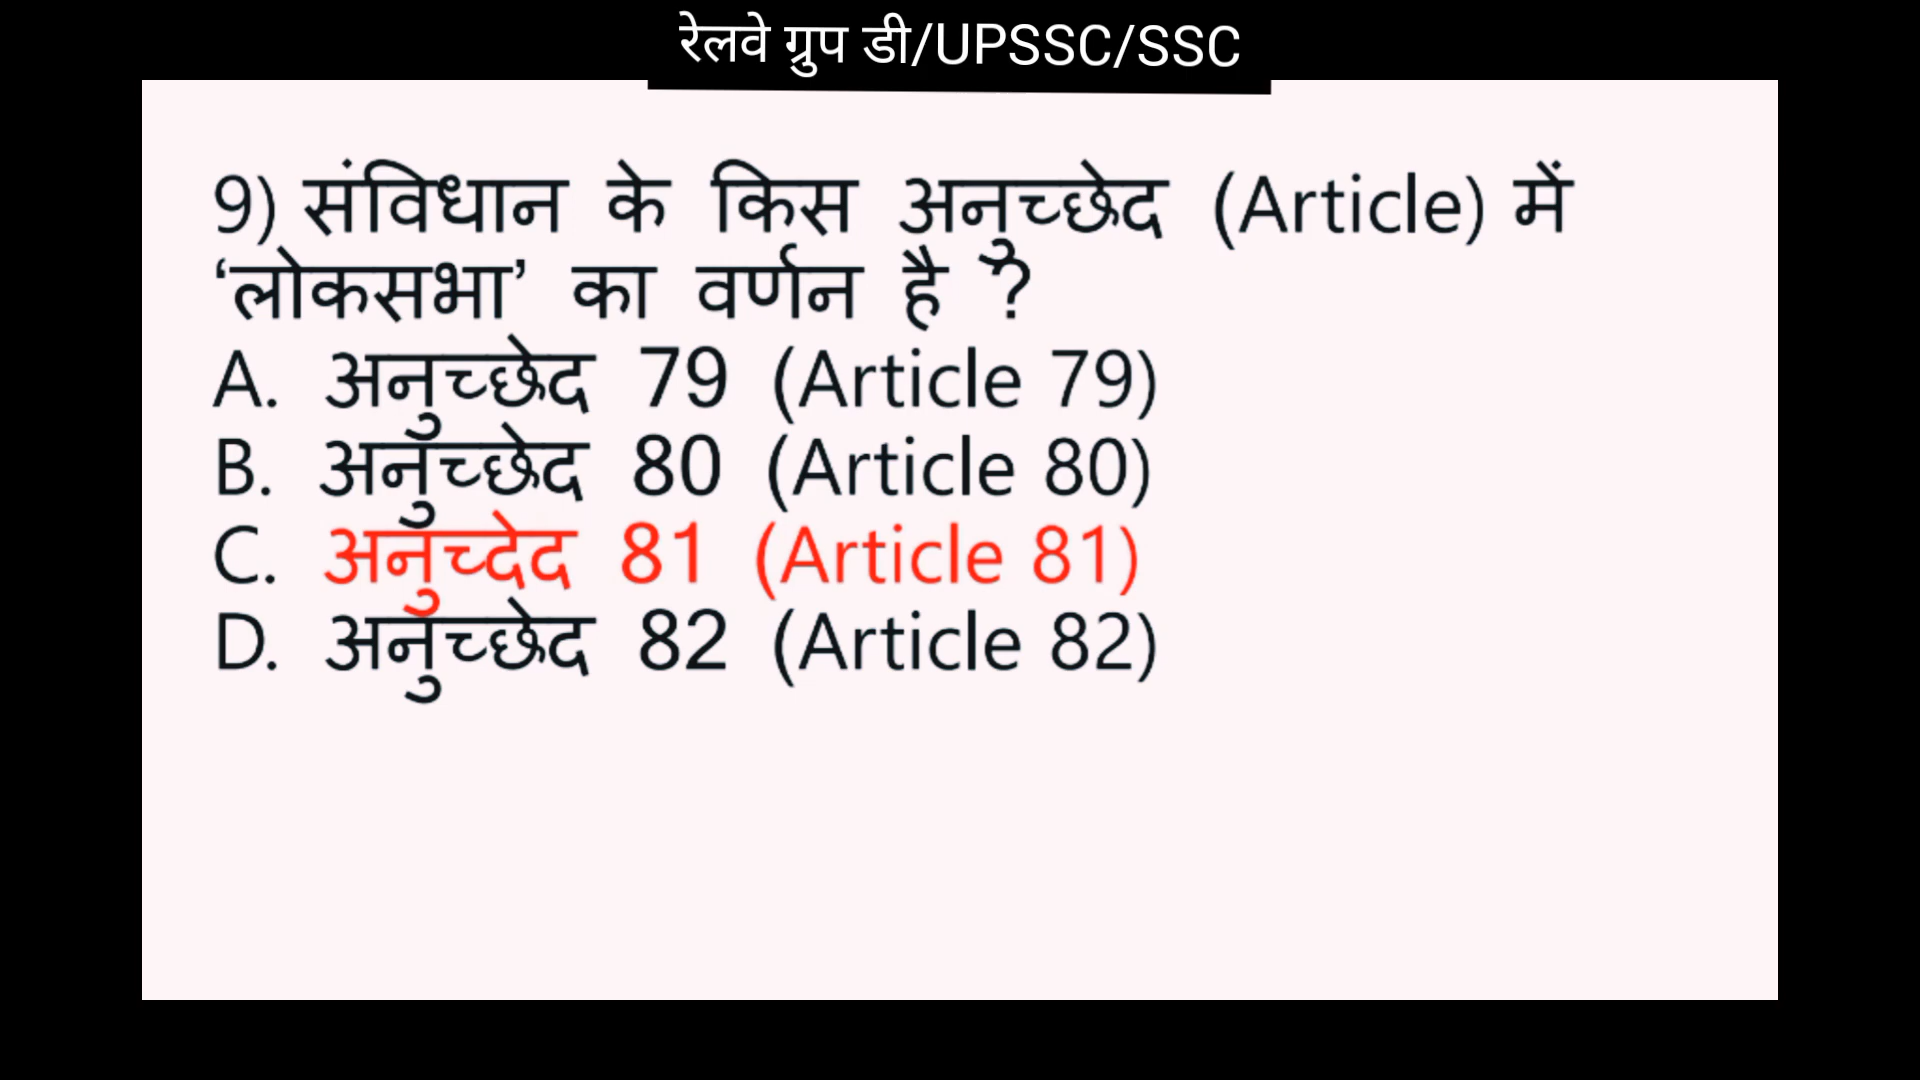 रेलवे ग्रुप डी/UPSSC/SSC
9) संविधान के किस अनुच्छेद (Article) में
‘लोकसभा’ का वर्णन है ?
A. अनुच्छेद 79 (Article 79)
B. अनुच्छेद 80 (Article 80)
C. अनुच्देद 81 (Article 81)
D. अनुच्छेद 82 (Article 82)